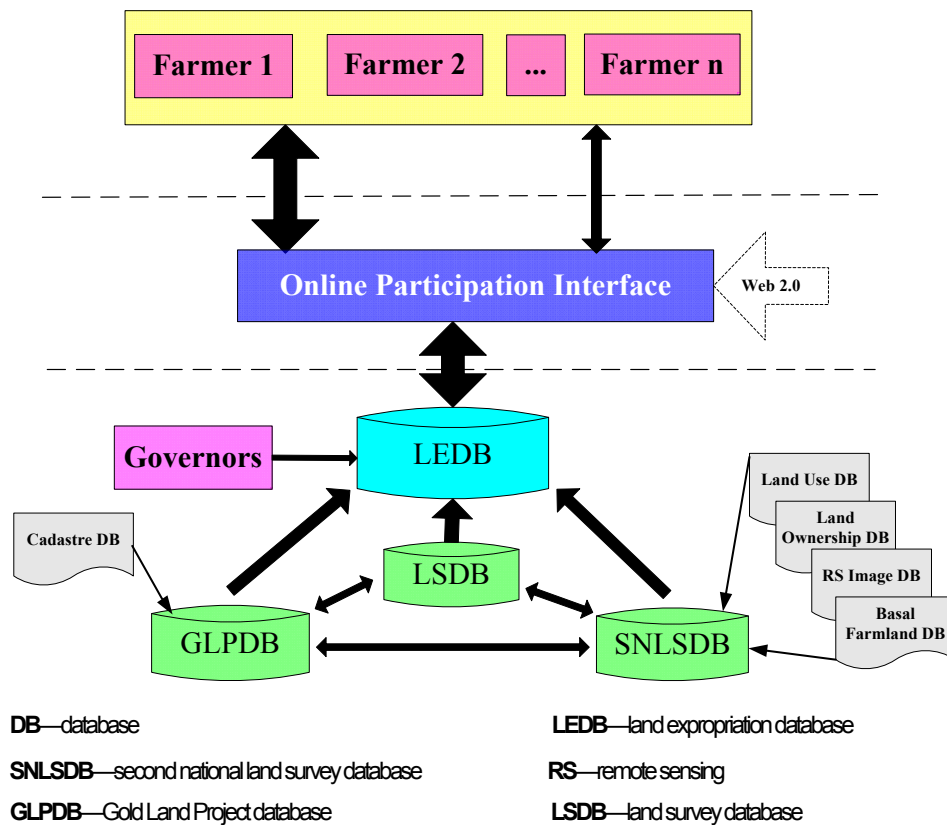 Farmer 1
Farmer 2
...
Farmer n
Online Participation Interface
Web 2.0
LEDB
Governors
Land Use DB
Land
Ownership DB
RS Image DB
Basal
Farmland DB
Cadastre DB
LSDB
GLPDB
SNLSDB
DB—database
LEDB—land expropriation database
SNLSDB—second national land survey database
RS—remote sensing
GLPDB—Gold Land Project database
LSDB—land survey database